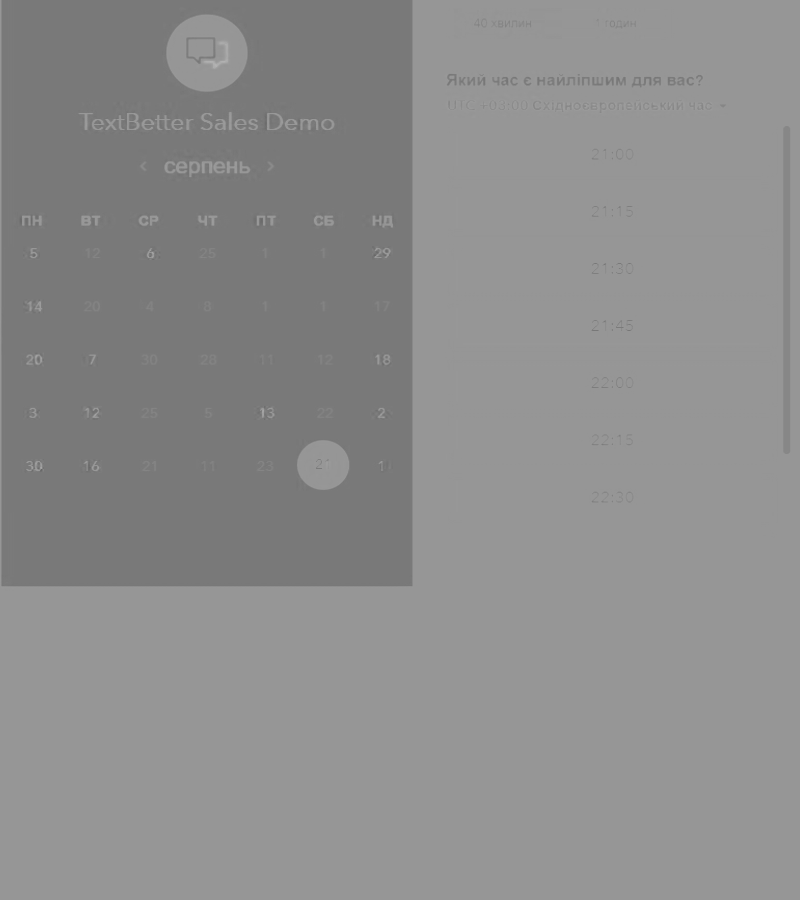 TextBetter Sales Demo
‹ серпень ›
ПН ВТ СР ЧТ ПТ СБ НД
5 12 6 25 1 1 29
14 20 4 8 1 1 17
20 7 30 28 11 12 18
3 12 25 5 13 22 2
30 16 21 11 23 2 1
40 хвилин 1 годин
Який час є найліпшим для вас?
UTC +03:00 Східноєвропейський час
21:00
21:15
21:30
21:45
22:00
22:15
22:30